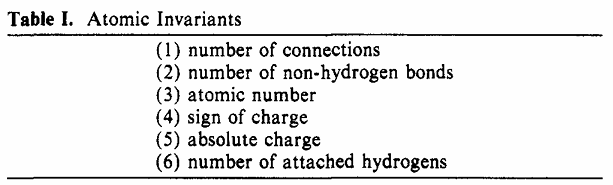 Table I. Atomic Invariants
(1) number of connections
(2) number of non-hydrogen bonds
(3) atomic number
(4) sign of charge
(5) absolute charge
(6) number of attached hydrogens